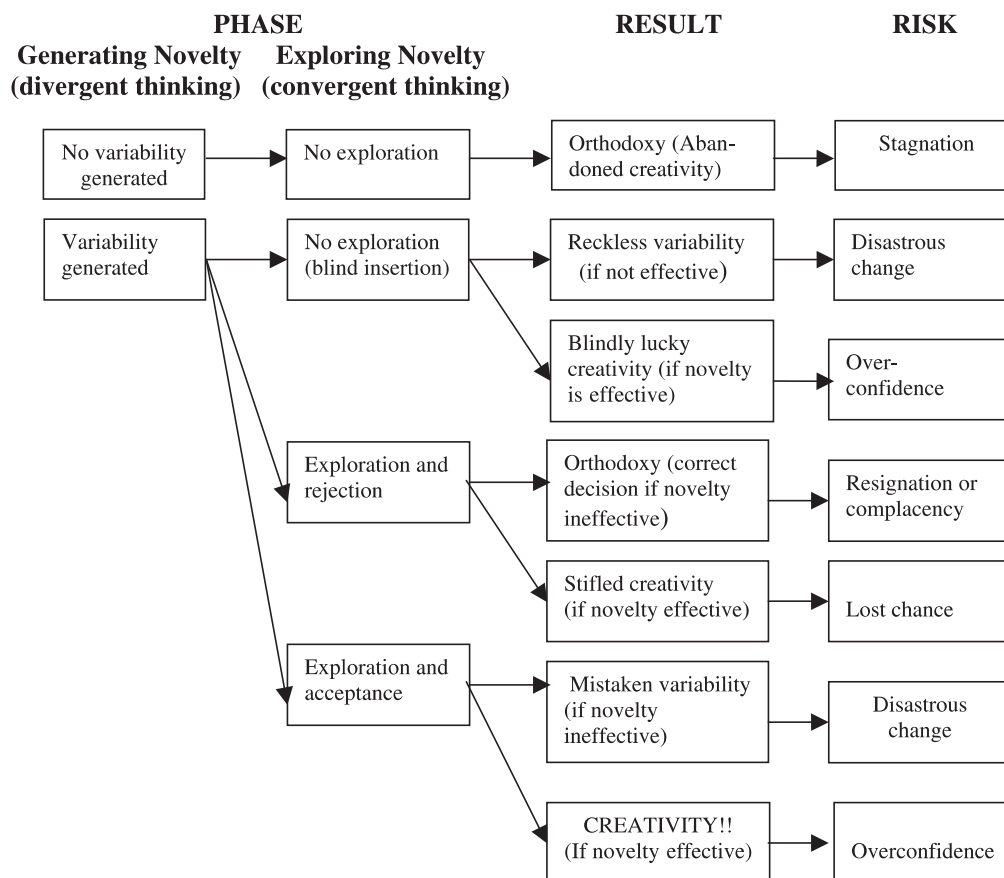 PHASE
RESULT
RISK
Generating Novelty
(divergent thinking)
Exploring Novelty
(convergent thinking)
No variability
generated
No exploration
Orthodoxy (Aban-
doned creativity)
Stagnation
Variability
generated
No exploration
(blind insertion)
Reckless variability
(if not effective)
Disastrous
change
Blindly lucky
creativity (if novelty
is effective)
Over-
confidence
Exploration and
rejection
Orthodoxy (correct
decision if novelty
ineffective)
Resignation or
complacency
Stifled creativity
(if novelty effective)
Lost chance
Exploration and
acceptance
Mistaken variability
(if novelty
ineffective)
Disastrous
change
CREATIVITY!!
(If novelty effective)
Overconfidence